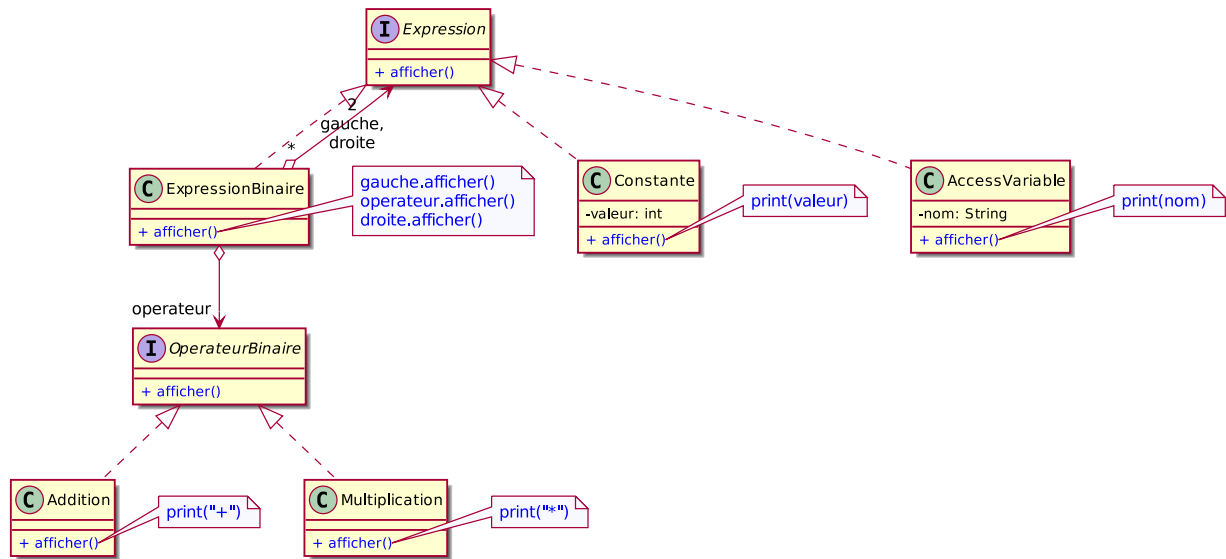 I Expression
+ afficher()
2
gauche,
droite
*
C ExpressionBinaire
+ afficher()
gauche.afficher()
operateur.afficher()
droite.afficher()
C Constante
-valeur: int
+ afficher()
print(valeur)
C AccessVariable
-nom: String
+ afficher()
print(nom)
operateur
I OperateurBinaire
+ afficher()
C Addition
+ afficher()
print("+")
C Multiplication
+ afficher()
print("*")